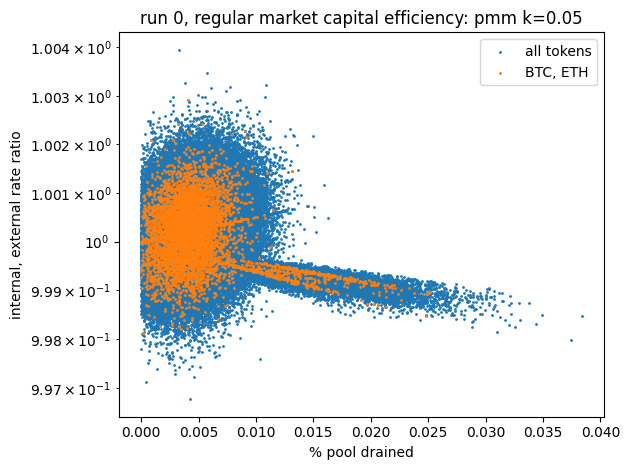 run 0, regular market capital efficiency: pmm k=0.05
all tokens
BTC, ETH
internal, external rate ratio
1.004 × 10⁰
1.003 × 10⁰
1.002 × 10⁰
1.001 × 10⁰
10⁰
9.99 × 10⁻¹
9.98 × 10⁻¹
9.97 × 10⁻¹
0.000 0.005 0.010 0.015 0.020 0.025 0.030 0.035 0.040
% pool drained